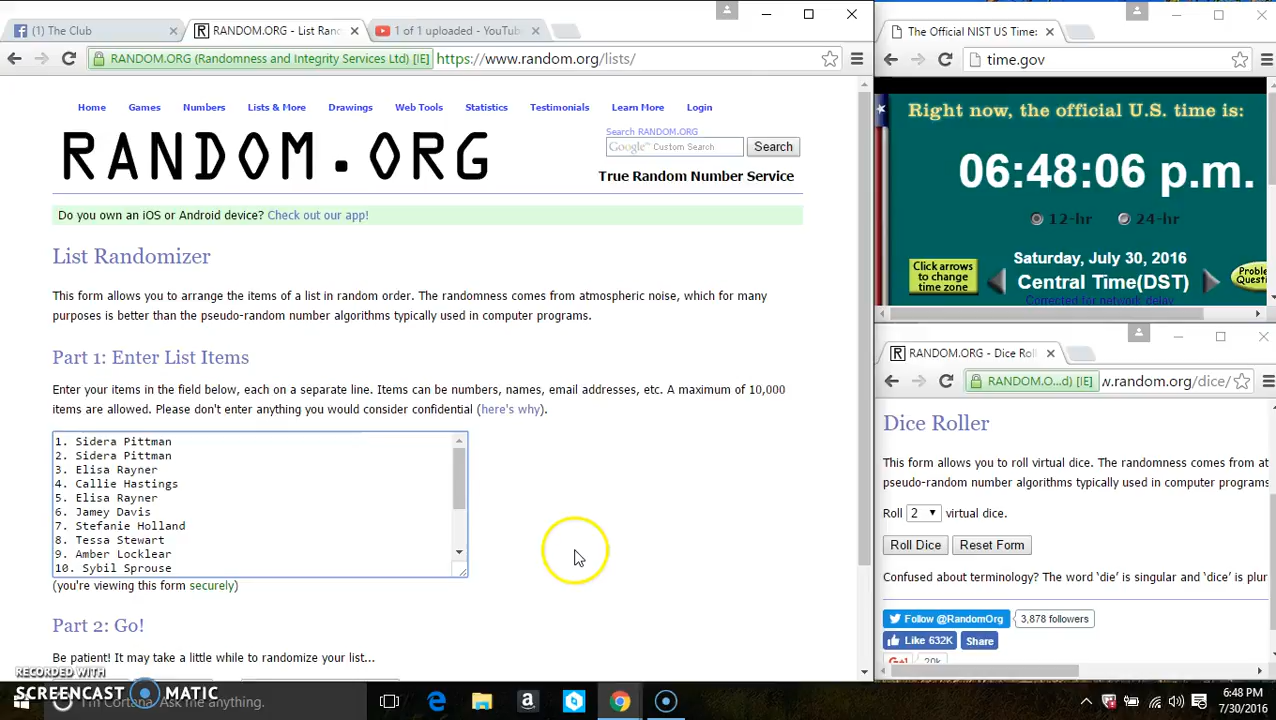 (1) The Club
RANDOM.ORG - List Ran
1 of 1 uploaded - YouTub
RANDOM.ORG (Randomness and Integrity Services Ltd) [IE]
https://www.random.org/lists/
Home Games Numbers Lists & More Drawings Web Tools Statistics Testimonials Learn More Login
RANDOM.ORG
Search RANDOM.ORG
Google Custom Search
Search
True Random Number Service
Do you own an iOS or Android device? Check out our app!
List Randomizer
This form allows you to arrange the items of a list in random order. The randomness comes from atmospheric noise, which for many
purposes is better than the pseudo-random number algorithms typically used in computer programs.
Part 1: Enter List Items
Enter your items in the field below, each on a separate line. Items can be numbers, names, email addresses, etc. A maximum of 10,000
items are allowed. Please don't enter anything you would consider confidential (here's why).
1. Sidera Pittman
2. Sidera Pittman
3. Elisa Rayner
4. Callie Hastings
5. Elisa Rayner
6. Jamey Davis
7. Stefanie Holland
8. Tessa Stewart
9. Amber Locklear
10. Sybil Sprouse
(you're viewing this form securely)
Part 2: Go!
Be patient! It may take a little while to randomize your list...
The Official NIST US Time:
time.gov
Right now, the official U.S. time is:
06:48:06 p.m.
12-hr 24-hr
Saturday, July 30, 2016
Click arrows
to change
time zone
Central Time(DST)
Proble
Questi
Corrected for network delay
RANDOM.ORG - Dice Roll
RANDOM.O...d) [IE]
w.random.org/dice/
Dice Roller
This form allows you to roll virtual dice. The randomness comes from at
pseudo-random number algorithms typically used in computer programs
Roll 2 virtual dice.
Roll Dice Reset Form
Confused about terminology? The word 'die' is singular and 'dice' is plur
Follow @RandomOrg 3,878 followers
Like 632K Share
20k
RECORDED WITH
SCREENCAST MATIC
I'm Cortana. Ask me anything.
6:48 PM
7/30/2016